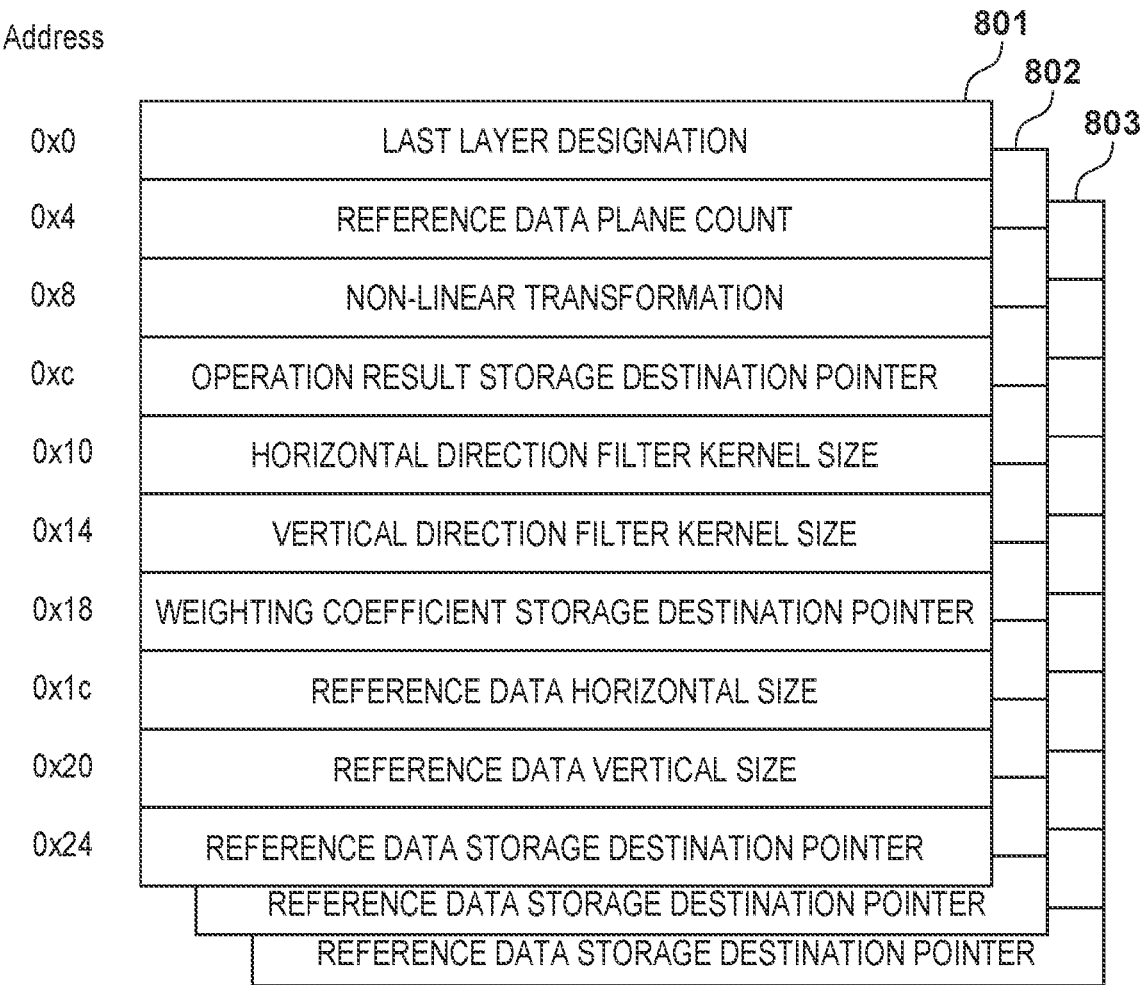 Address
801
802
803
0x0 LAST LAYER DESIGNATION
0x4 REFERENCE DATA PLANE COUNT
0x8 NON-LINEAR TRANSFORMATION
0xc OPERATION RESULT STORAGE DESTINATION POINTER
0x10 HORIZONTAL DIRECTION FILTER KERNEL SIZE
0x14 VERTICAL DIRECTION FILTER KERNEL SIZE
0x18 WEIGHTING COEFFICIENT STORAGE DESTINATION POINTER
0x1c REFERENCE DATA HORIZONTAL SIZE
0x20 REFERENCE DATA VERTICAL SIZE
0x24 REFERENCE DATA STORAGE DESTINATION POINTER
REFERENCE DATA STORAGE DESTINATION POINTER
REFERENCE DATA STORAGE DESTINATION POINTER